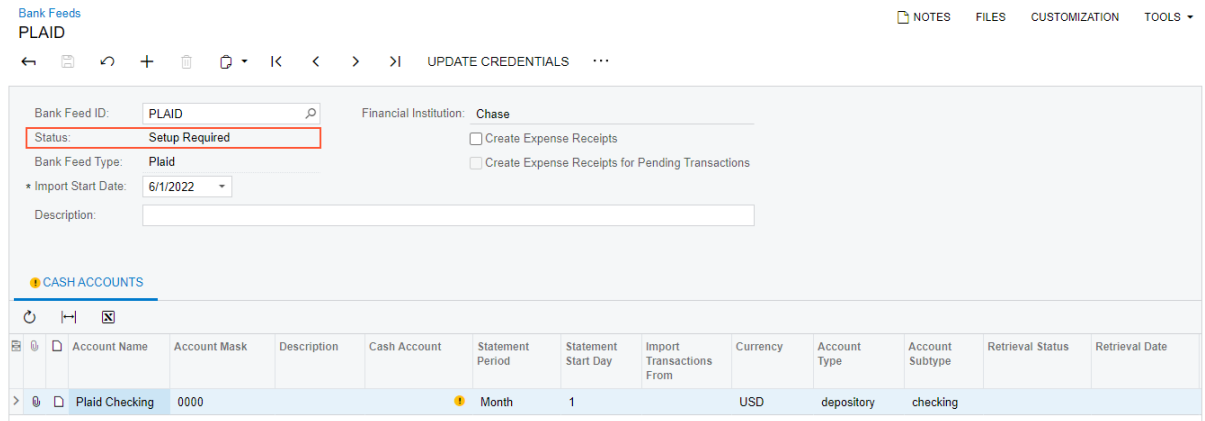 Bank Feeds
PLAID
NOTES FILES CUSTOMIZATION TOOLS
UPDATE CREDENTIALS ...
Bank Feed ID: PLAID Financial Institution: Chase
Status: Setup Required Create Expense Receipts
Bank Feed Type: Plaid Create Expense Receipts for Pending Transactions
* Import Start Date: 6/1/2022
Description:
CASH ACCOUNTS
Account Name Account Mask Description Cash Account Statement Period Statement Start Day Import Transactions From Currency Account Type Account Subtype Retrieval Status Retrieval Date
Plaid Checking 0000 Month 1 USD depository checking